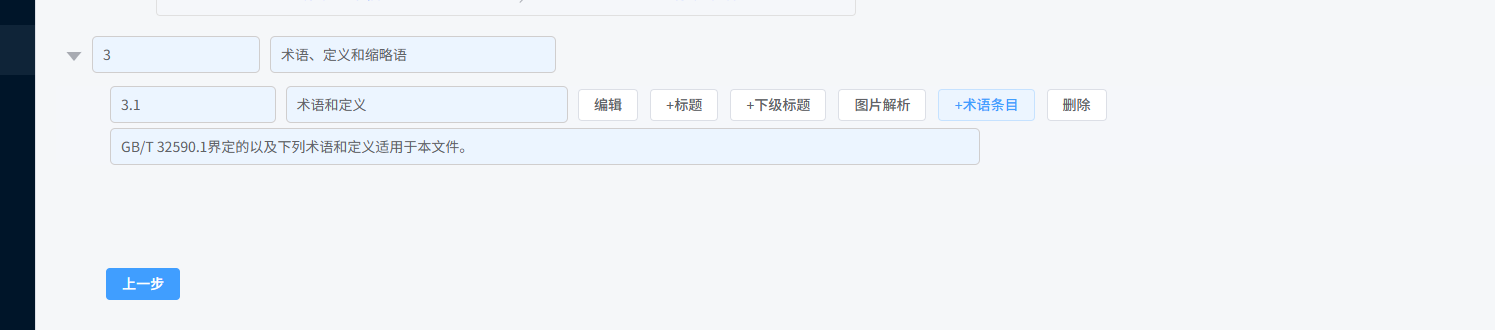 3 术语、定义和缩略语
3.1 术语和定义 编辑 +标题 +下级标题 图片解析 +术语条目 删除
GB/T 32590.1界定的以及下列术语和定义适用于本文件。
上一步